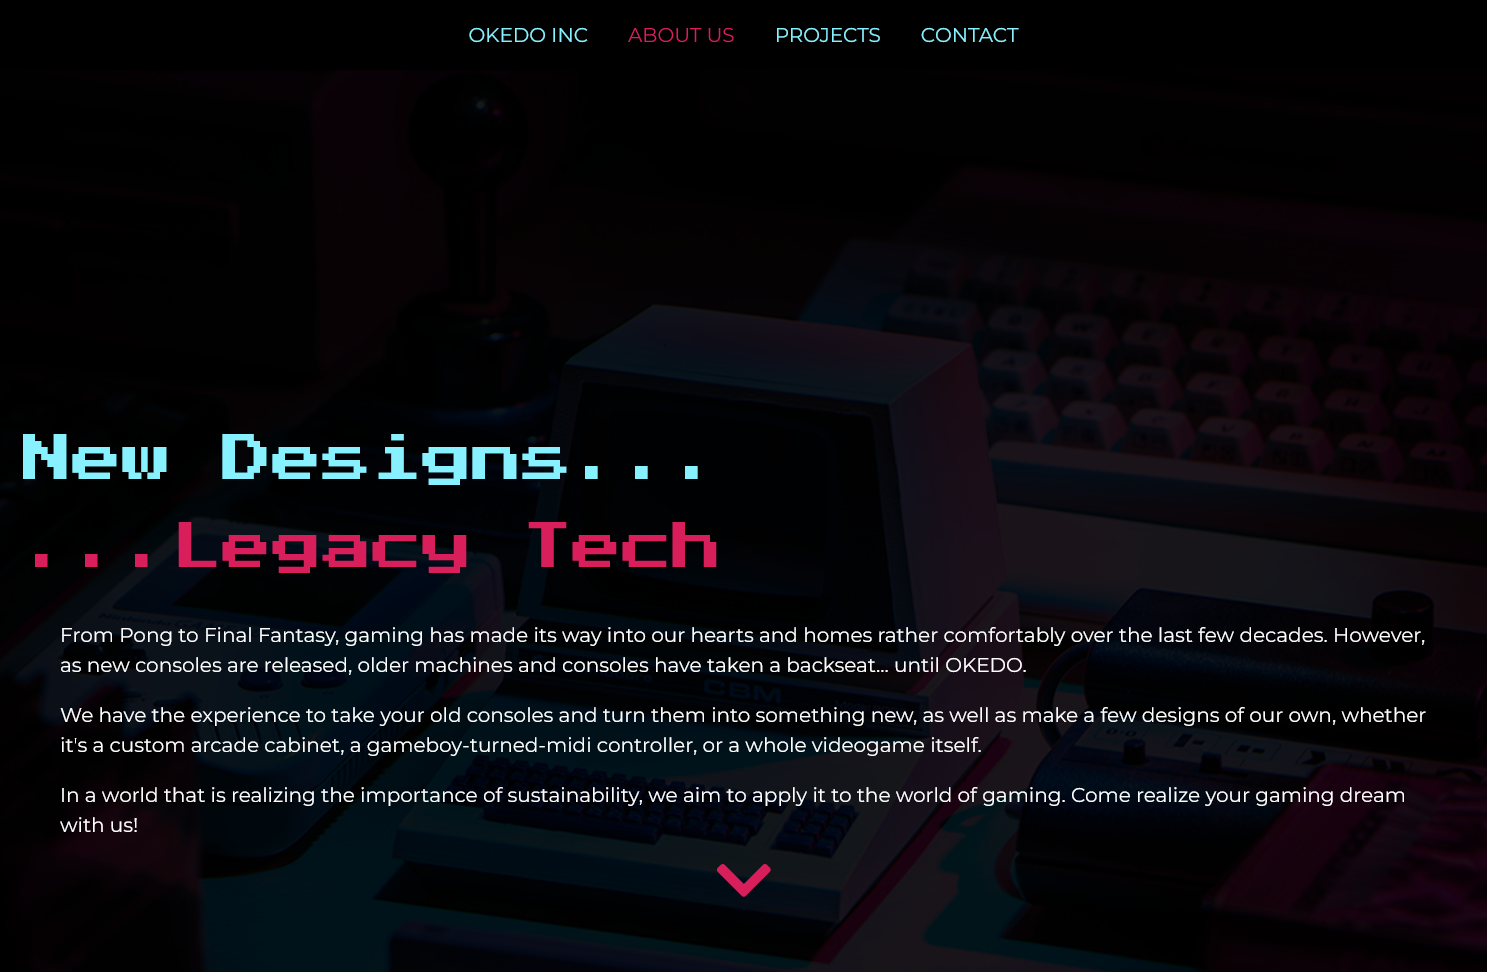 OKEDO INC ABOUT US PROJECTS CONTACT
New Designs...
...Legacy Tech
From Pong to Final Fantasy, gaming has made its way into our hearts and homes rather comfortably over the last few decades. However,
as new consoles are released, older machines and consoles have taken a backseat... until OKEDO.
CBM
We have the experience to take your old consoles and turn them into something new, as well as make a few designs of our own, whether
it's a custom arcade cabinet, a gameboy-turned-midi controller, or a whole videogame itself.
In a world that is realizing the importance of sustainability, we aim to apply it to the world of gaming. Come realize your gaming dream
with us!